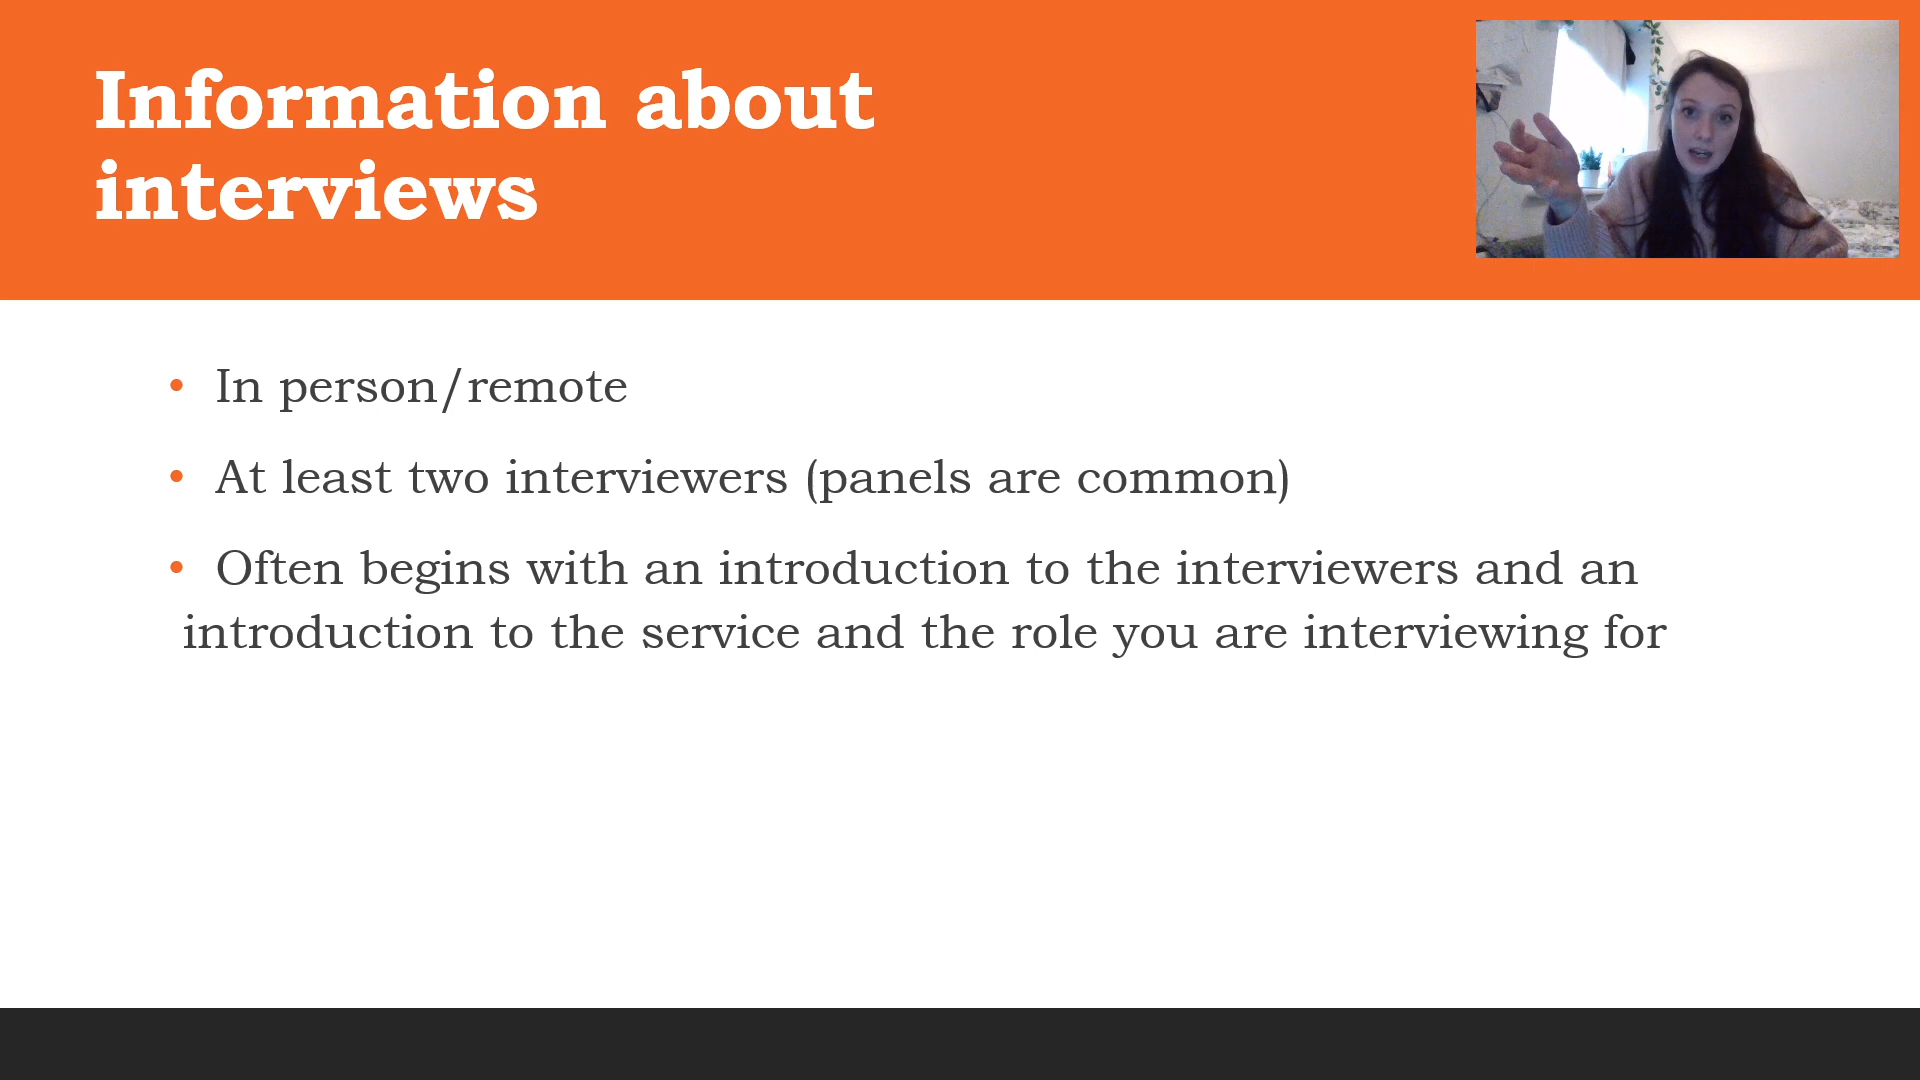 Information about
interviews
• In person/remote
• At least two interviewers (panels are common)
• Often begins with an introduction to the interviewers and an
introduction to the service and the role you are interviewing for